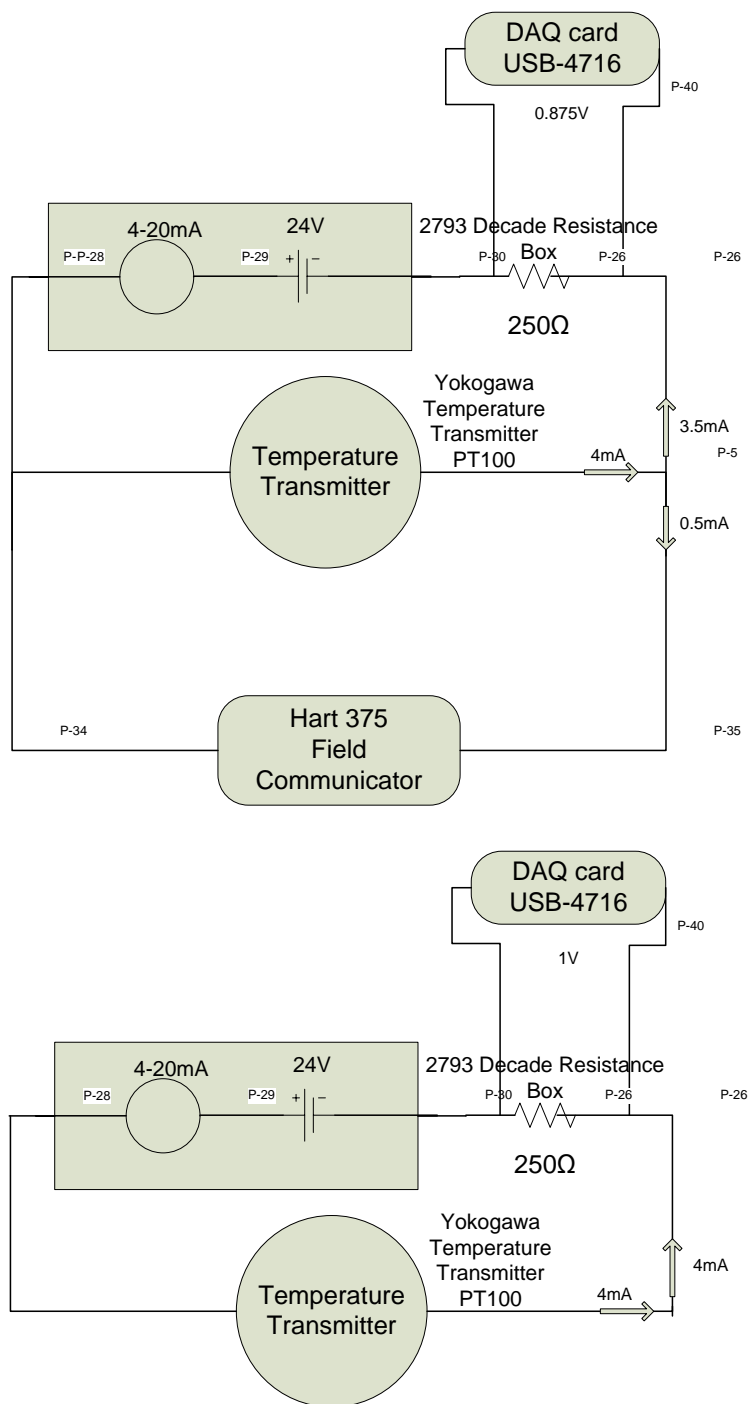 DAQ card
USB-4716
P-40
0.875V
4-20mA
24V
2793 Decade Resistance
Box
P-P-28
P-29
+
-
P-30
P-26
P-26
250Ω
Yokogawa
Temperature
Transmitter
PT100
Temperature
Transmitter
4mA
3.5mA
P-5
0.5mA
P-34
Hart 375
Field
Communicator
P-35
DAQ card
USB-4716
P-40
1V
4-20mA
24V
2793 Decade Resistance
Box
P-28
P-29
+
-
P-30
P-26
P-26
250Ω
Yokogawa
Temperature
Transmitter
PT100
Temperature
Transmitter
4mA
4mA